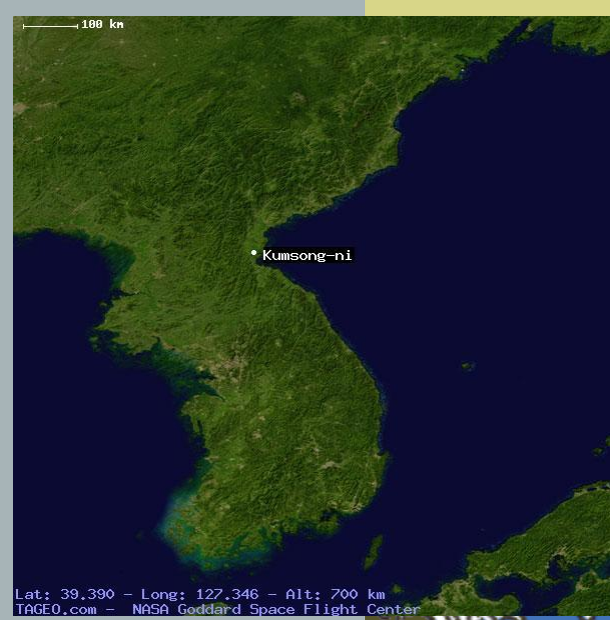 100 km
Kumsong-ni
Lat: 39.390 - Long: 127.346 - Alt: 700 km
TAGEO.com - NASA Goddard Space Flight Center